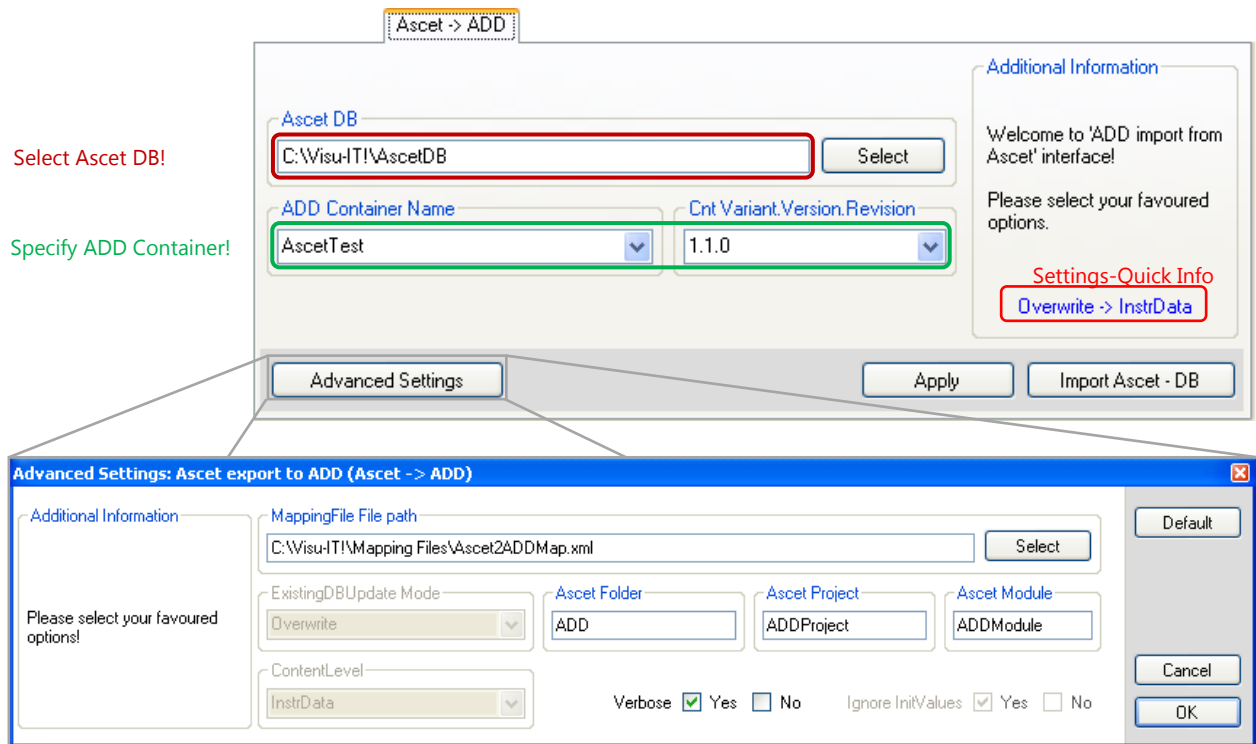 Ascet -> ADD
Select Ascet DB!
Ascet DB
C:\Visu-IT!\AscetDB
Select
Specify ADD Container!
ADD Container Name
AscetTest
Cnt Variant.Version.Revision
1.1.0
Additional Information
Welcome to 'ADD import from
Ascet' interface!
Please select your favoured
options.
Settings-Quick Info
Overwrite -> InstrData
Advanced Settings
Apply
Import Ascet - DB
Advanced Settings: Ascet export to ADD (Ascet -> ADD)
Additional Information
Please select your favoured
options!
MappingFile File path
C:\Visu-IT!\Mapping Files\Ascet2ADDMap.xml
Select
ExistingDBUpdate Mode
Overwrite
Ascet Folder
ADD
Ascet Project
ADDProject
Ascet Module
ADDModule
ContentLevel
InstrData
Verbose Yes No
Ignore InitValues Yes No
Default
Cancel
OK